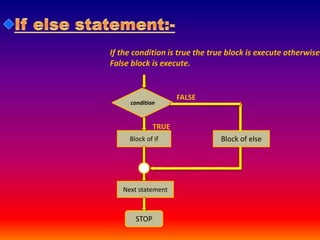 If else statement:-
If the condition is true the true block is execute otherwise
False block is execute.
condition
FALSE
TRUE
Block of if
Block of else
Next statement
STOP